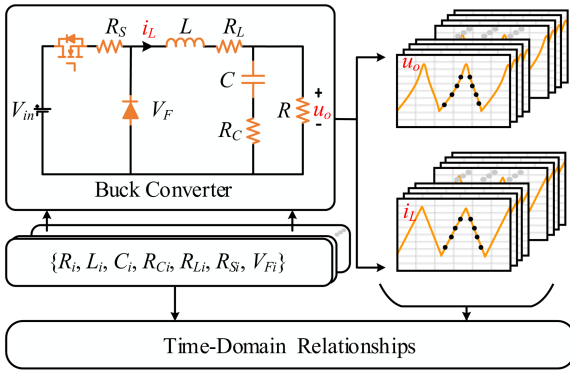 R_S
i_L
L
R_L
V_in
V_F
C
R_C
R
+
u_o
-
Buck Converter
u_o
i_L
{R_i, L_i, C_i, R_Ci, R_Li, R_Si, V_Fi}
Time-Domain Relationships